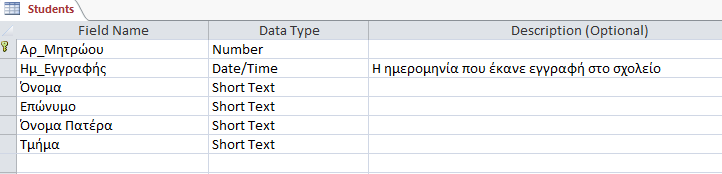 Students
Field Name Data Type Description (Optional)
Αρ_Μητρώου Number
Ημ_Εγγραφής Date/Time Η ημερομηνία που έκανε εγγραφή στο σχολείο
Όνομα Short Text
Επώνυμο Short Text
Όνομα Πατέρα Short Text
Τμήμα Short Text